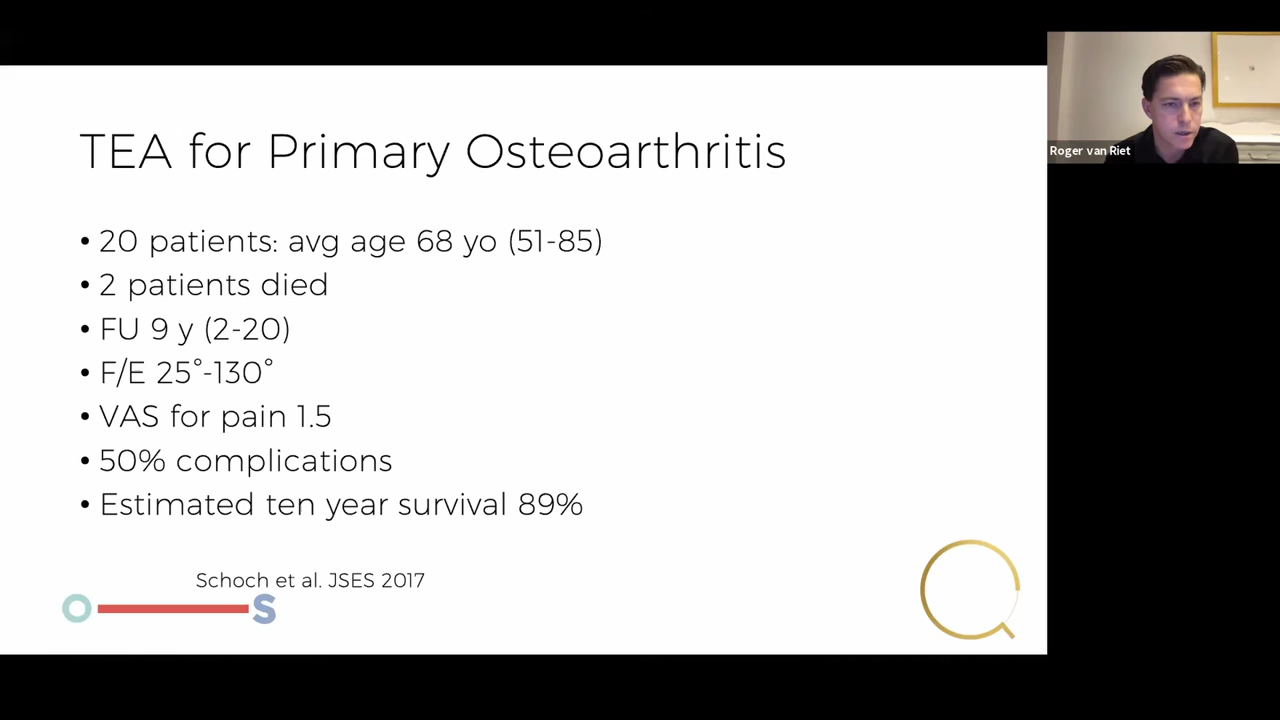 TEA for Primary Osteoarthritis
• 20 patients: avg age 68 yo (51-85)
• 2 patients died
• FU 9 y (2-20)
• F/E 25°-130°
• VAS for pain 1.5
• 50% complications
• Estimated ten year survival 89%
Schoch et al. JSES 2017
O S
Roger van Riet